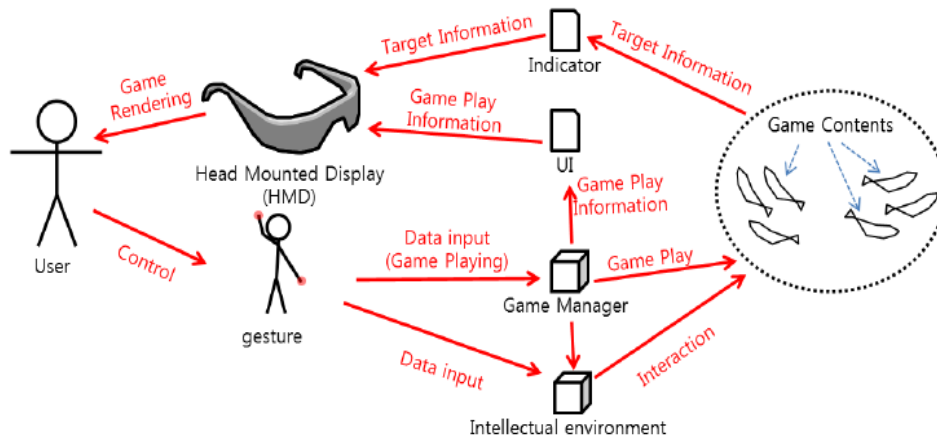 Target Information
Indicator
Target Information
Game
Rendering
Game Play
Information
Game Contents
Head Mounted Display
(HMD)
UI
Game Play
Information
User
Control
gesture
Data input
(Game Playing)
Game Play
Game Manager
Data input
Interaction
Intellectual environment